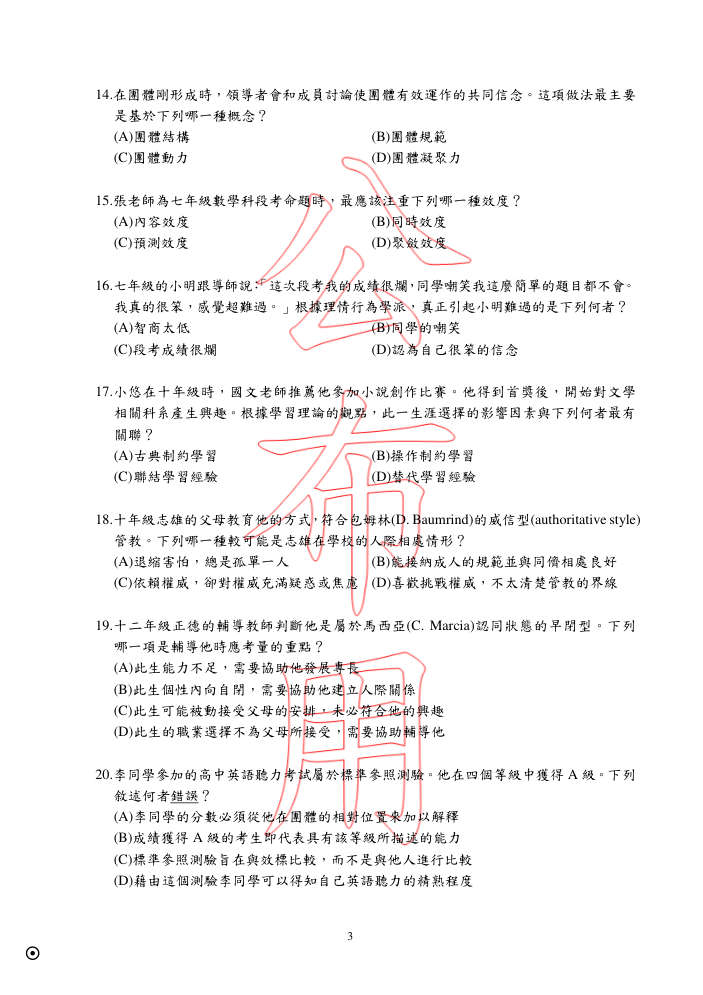 14.在團體剛形成時，領導者會和成員討論使團體有效運作的共同信念。這項做法最主要
是基於下列哪一種概念？
(A)團體結構 (B)團體規範
(C)團體動力 (D)團體凝聚力
15.張老師為七年級數學科段考命題時，最應該注重下列哪一種效度？
(A)內容效度 (B)同時效度
(C)預測效度 (D)聚斂效度
16.七年級的小明跟導師說：「這次段考我的成績很爛，同學嘲笑我這麼簡單的題目都不會。
我真的很笨，感覺超難過。」根據理情行為學派，真正引起小明難過的是下列何者？
(A)智商太低 (B)同學的嘲笑
(C)段考成績很爛 (D)認為自己很笨的信念
17.小悠在十年級時，國文老師推薦他參加小說創作比賽。他得到首獎後，開始對文學
相關科系產生興趣。根據學習理論的觀點，此一生涯選擇的影響因素與下列何者最有
關聯？
(A)古典制約學習 (B)操作制約學習
(C)聯結學習經驗 (D)替代學習經驗
18.十年級志雄的父母教育他的方式，符合包姆林(D. Baumrind)的威信型(authoritative style)
管教。下列哪一種較可能是志雄在學校的人際相處情形？
(A)退縮害怕，總是孤單一人 (B)能接納成人的規範並與同儕相處良好
(C)依賴權威，卻對權威充滿疑惑或焦慮 (D)喜歡挑戰權威，不太清楚管教的界線
19.十二年級正德的輔導教師判斷他是屬於馬西亞(C. Marcia)認同狀態的早閉型。下列
哪一項是輔導他時應考量的重點？
(A)此生能力不足，需要協助他發展專長
(B)此生個性內向自閉，需要協助他建立人際關係
(C)此生可能被動接受父母的安排，未必符合他的興趣
(D)此生的職業選擇不為父母所接受，需要協助輔導他
20.李同學參加的高中英語聽力考試屬於標準參照測驗。他在四個等級中獲得 A 級。下列
敘述何者錯誤？
(A)李同學的分數必須從他在團體的相對位置來加以解釋
(B)成績獲得 A 級的考生即代表具有該等級所描述的能力
(C)標準參照測驗旨在與效標比較，而不是與他人進行比較
(D)藉由這個測驗李同學可以得知自己英語聽力的精熟程度
公布用
3